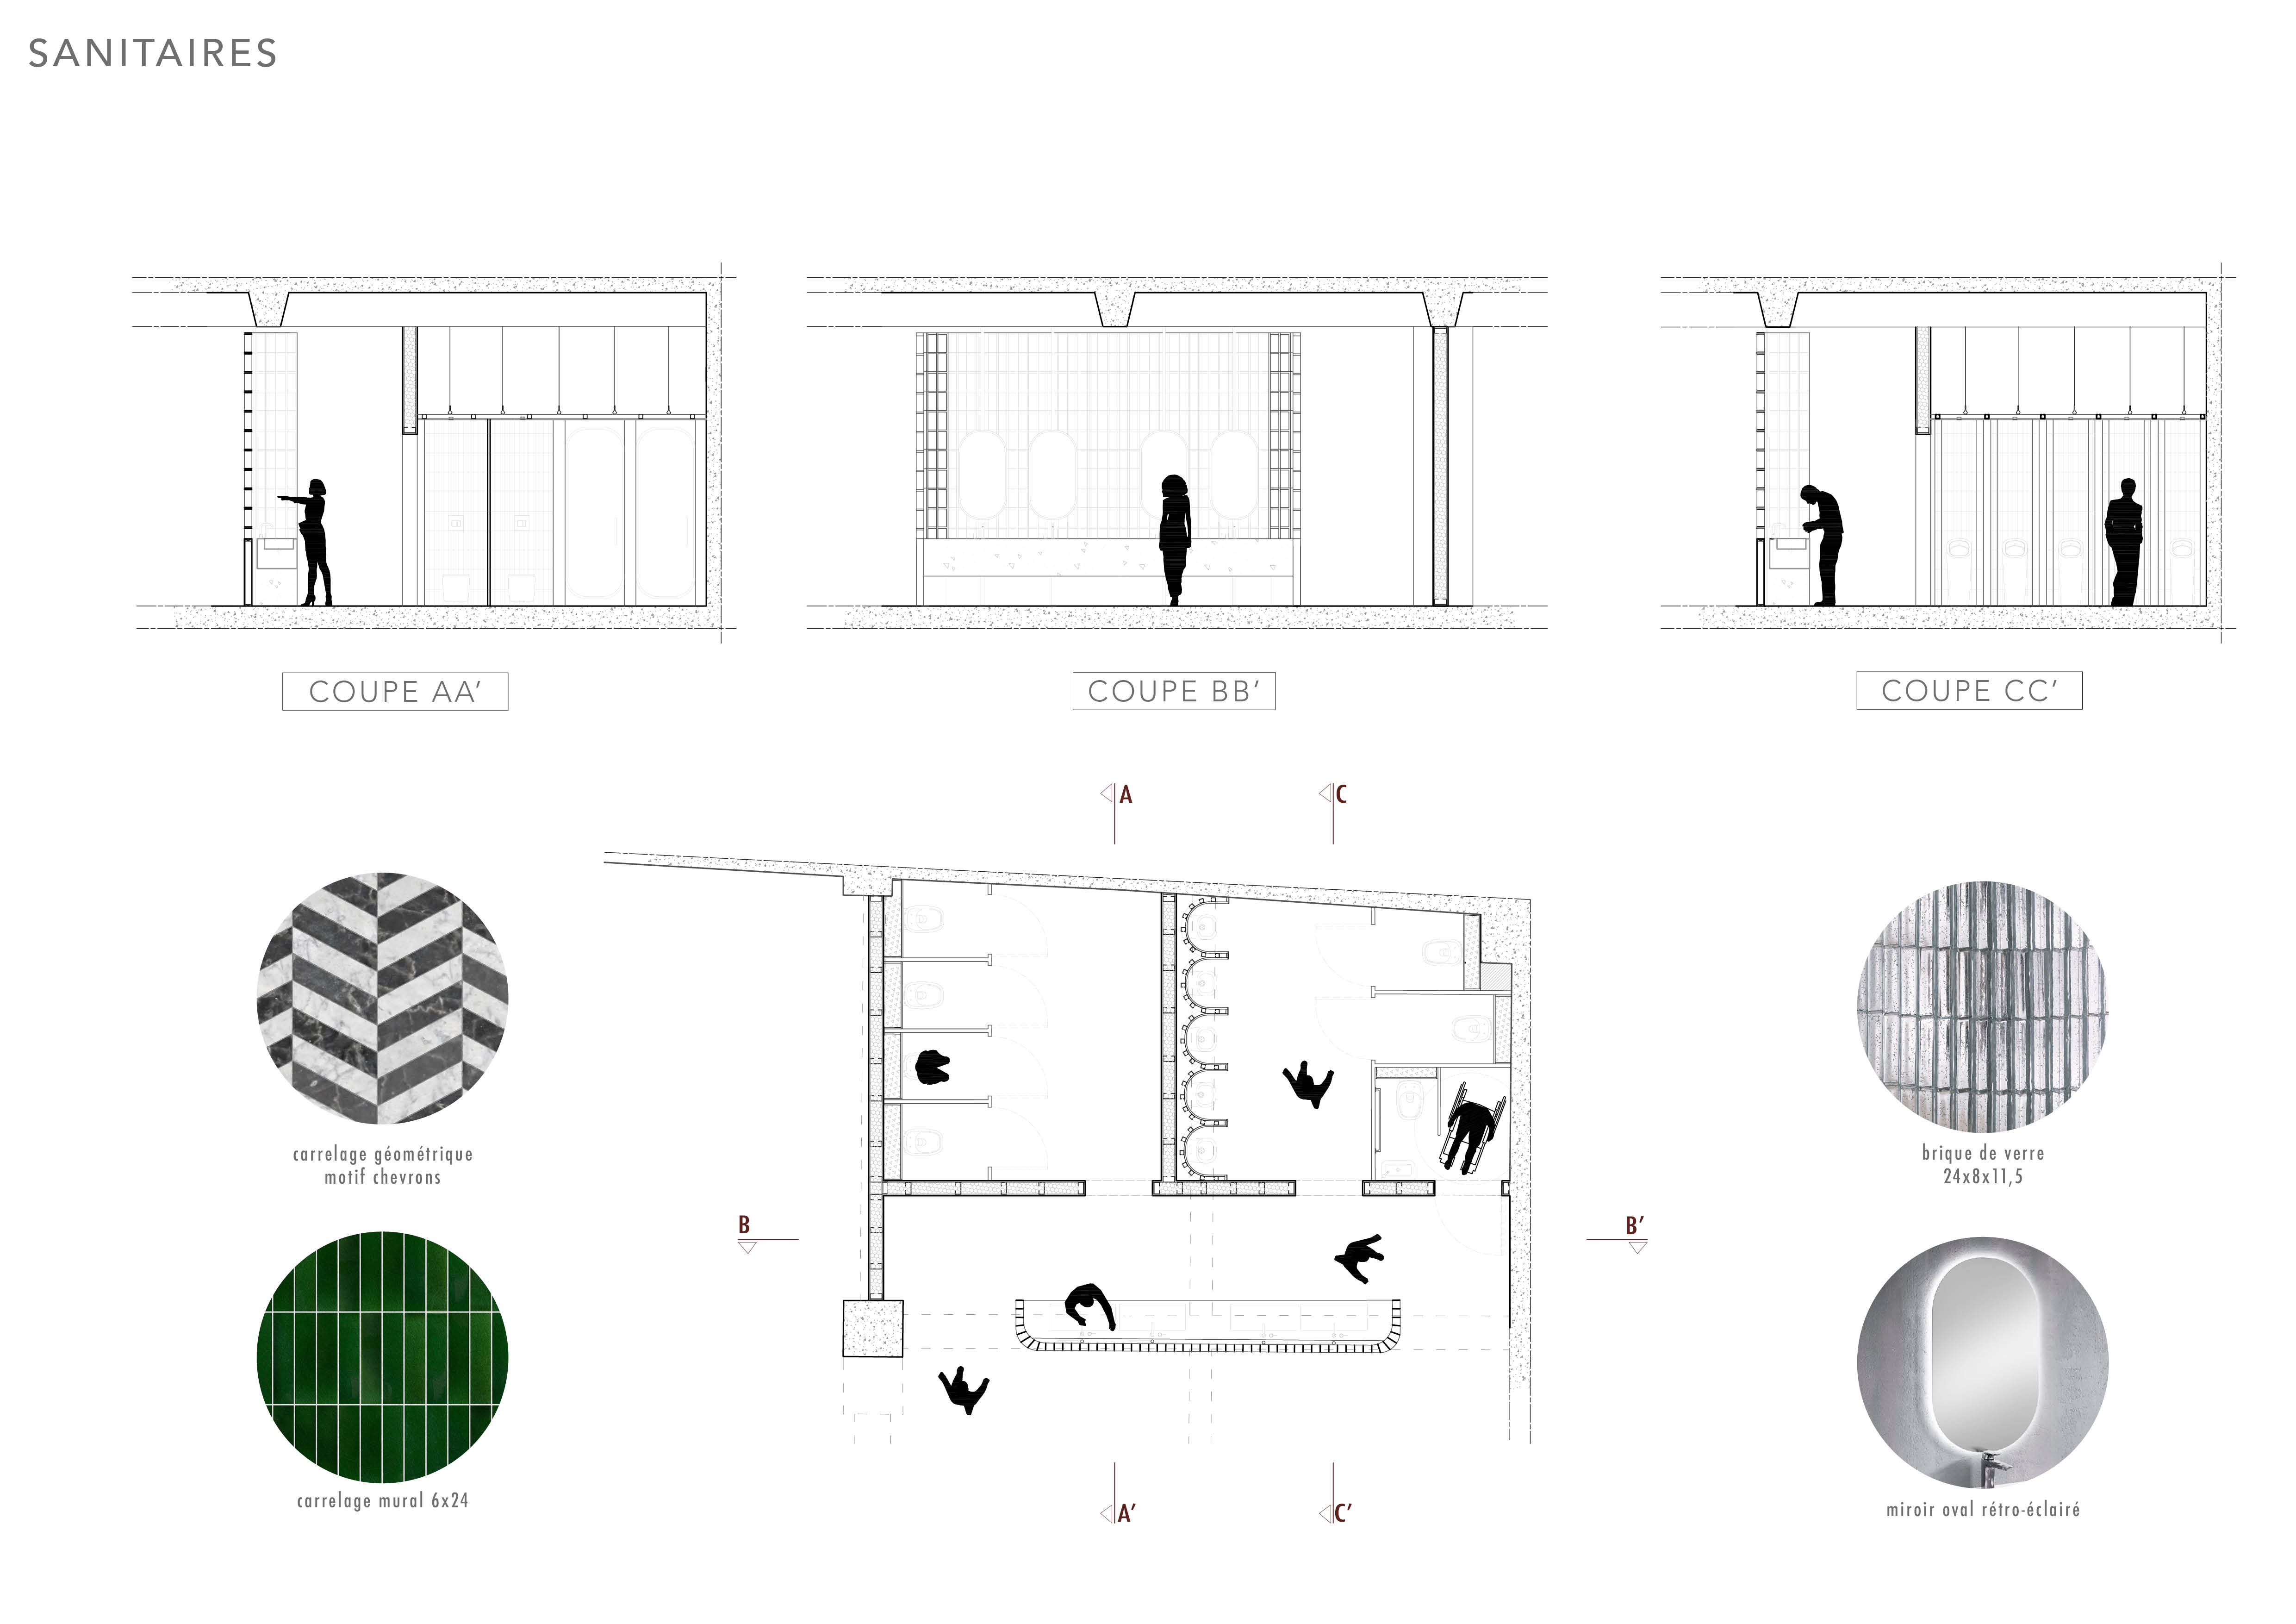 SANITAIRES
COUPE AA’
COUPE BB’
COUPE CC’
A
C
carrelage géométrique
motif chevrons
brique de verre
24x8x11,5
B
B’
carrelage mural 6x24
miroir oval rétro-éclairé
A’
C’